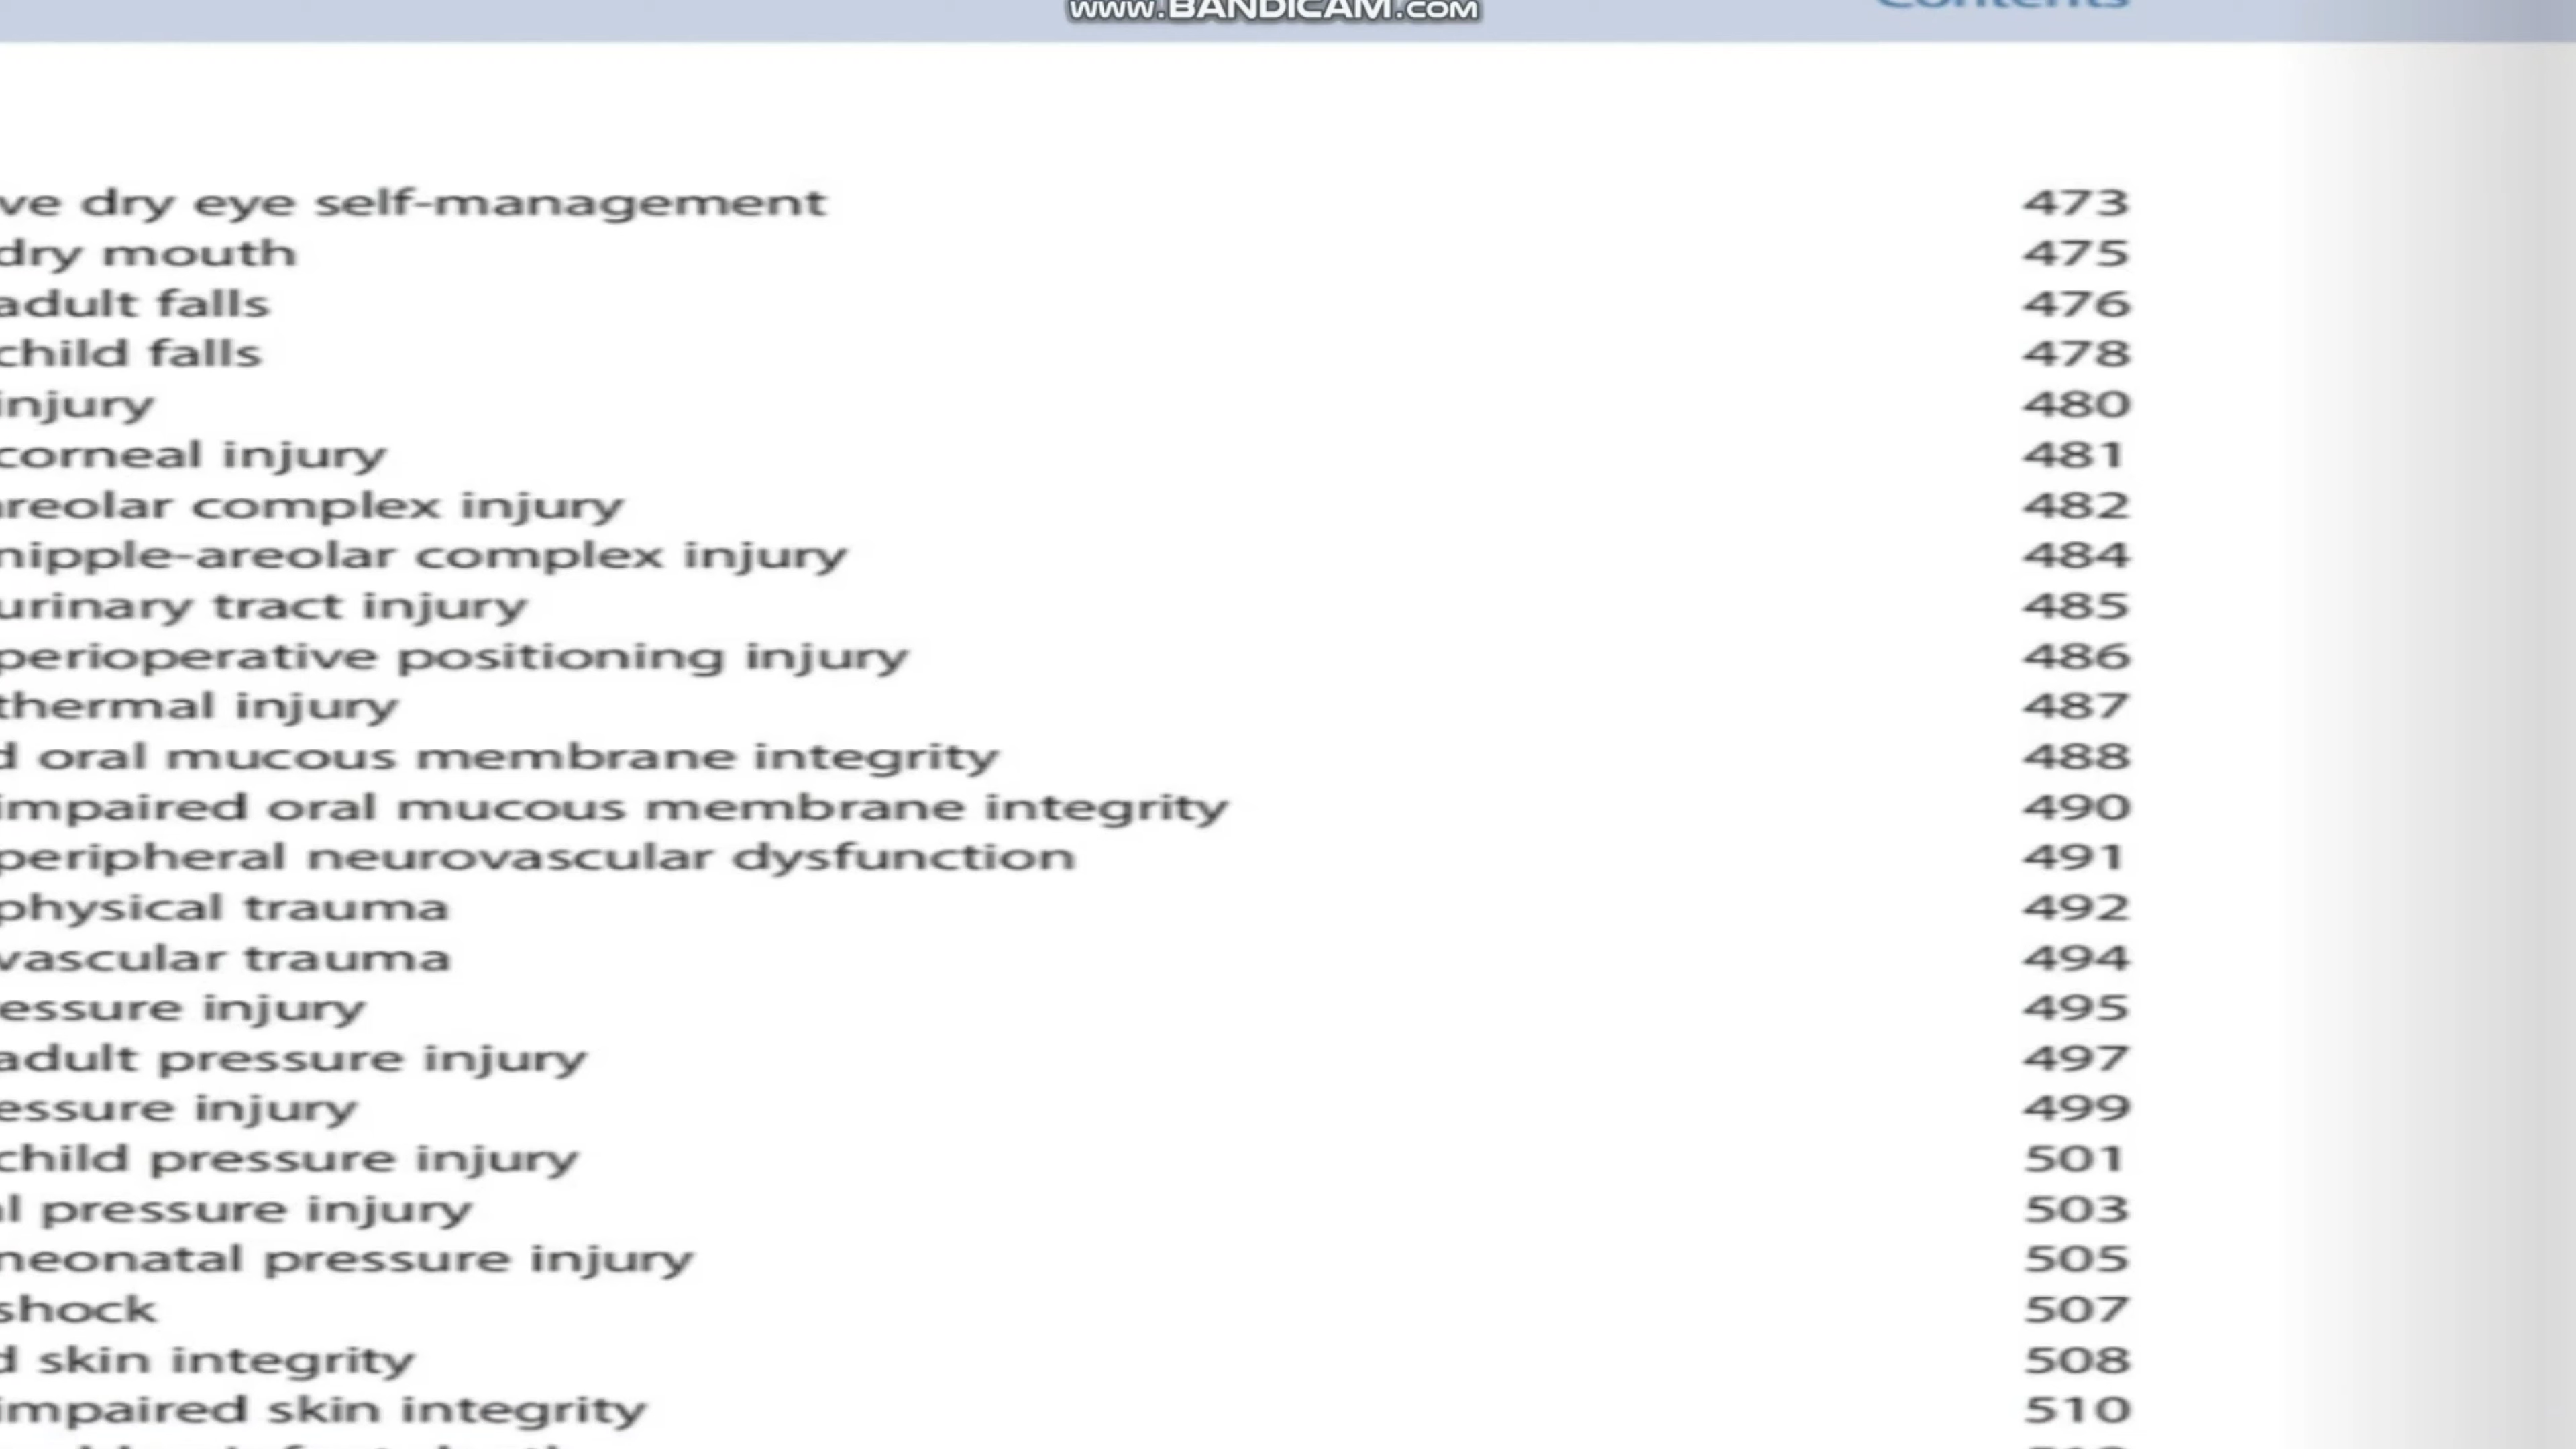 www.BANDICAM.com
Contents
ve dry eye self-management 473
dry mouth 475
adult falls 476
child falls 478
injury 480
corneal injury 481
reolar complex injury 482
nipple-areolar complex injury 484
urinary tract injury 485
perioperative positioning injury 486
thermal injury 487
d oral mucous membrane integrity 488
impaired oral mucous membrane integrity 490
peripheral neurovascular dysfunction 491
physical trauma 492
vascular trauma 494
essure injury 495
adult pressure injury 497
essure injury 499
child pressure injury 501
l pressure injury 503
neonatal pressure injury 505
shock 507
d skin integrity 508
impaired skin integrity 510